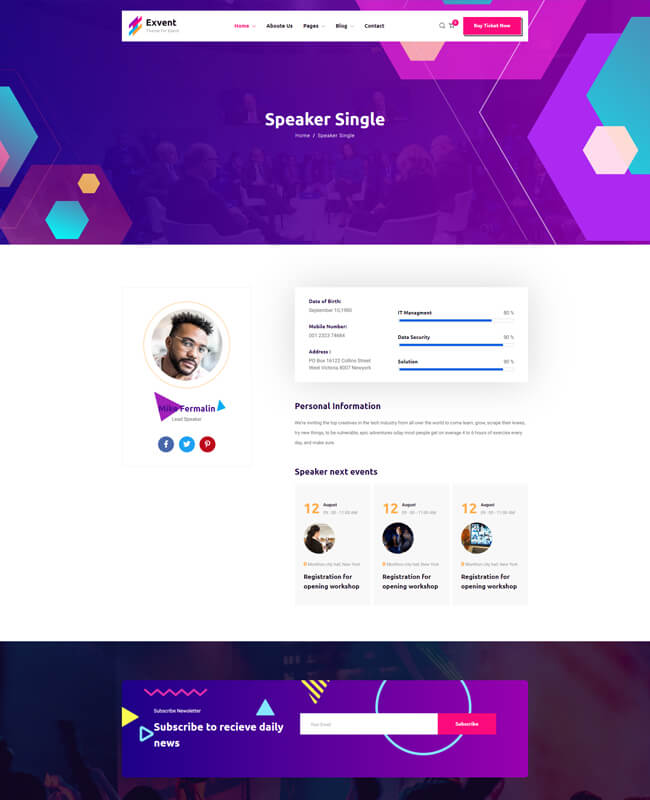 Exvent
Theme For Event
Home
Aboute Us
Pages
Blog
Contact
Buy Ticket Now
Speaker Single
Home / Speaker Single
Mike Fermalin
Lead Speaker
Date of Birth:
September 10,1990
Mobile Number:
001 2323 74684
Address :
PO Box 16122 Collins Street
West Victoria 8007 Newyork
IT Managment 80 %
Data Security 90 %
Solution 90 %
Personal Information
We're inviting the top creatives in the tech industry from all over the world to come learn, grow, scrape their knees,
try new things, to be vulnerable, epic adventures oday most people get on average 4 to 6 hours of exercise every
day, and make sure
Speaker next events
12 August
09 : 00 - 11:00 AM
Monthon city hall, New York
Registration for
opening workshop
12 August
09 : 00 - 11:00 AM
Monthon city hall, New York
Registration for
opening workshop
12 August
09 : 00 - 11:00 AM
Monthon city hall, New York
Registration for
opening workshop
Subscribe Newsletter
Subscribe to recieve daily
news
Your Email
Subscribe